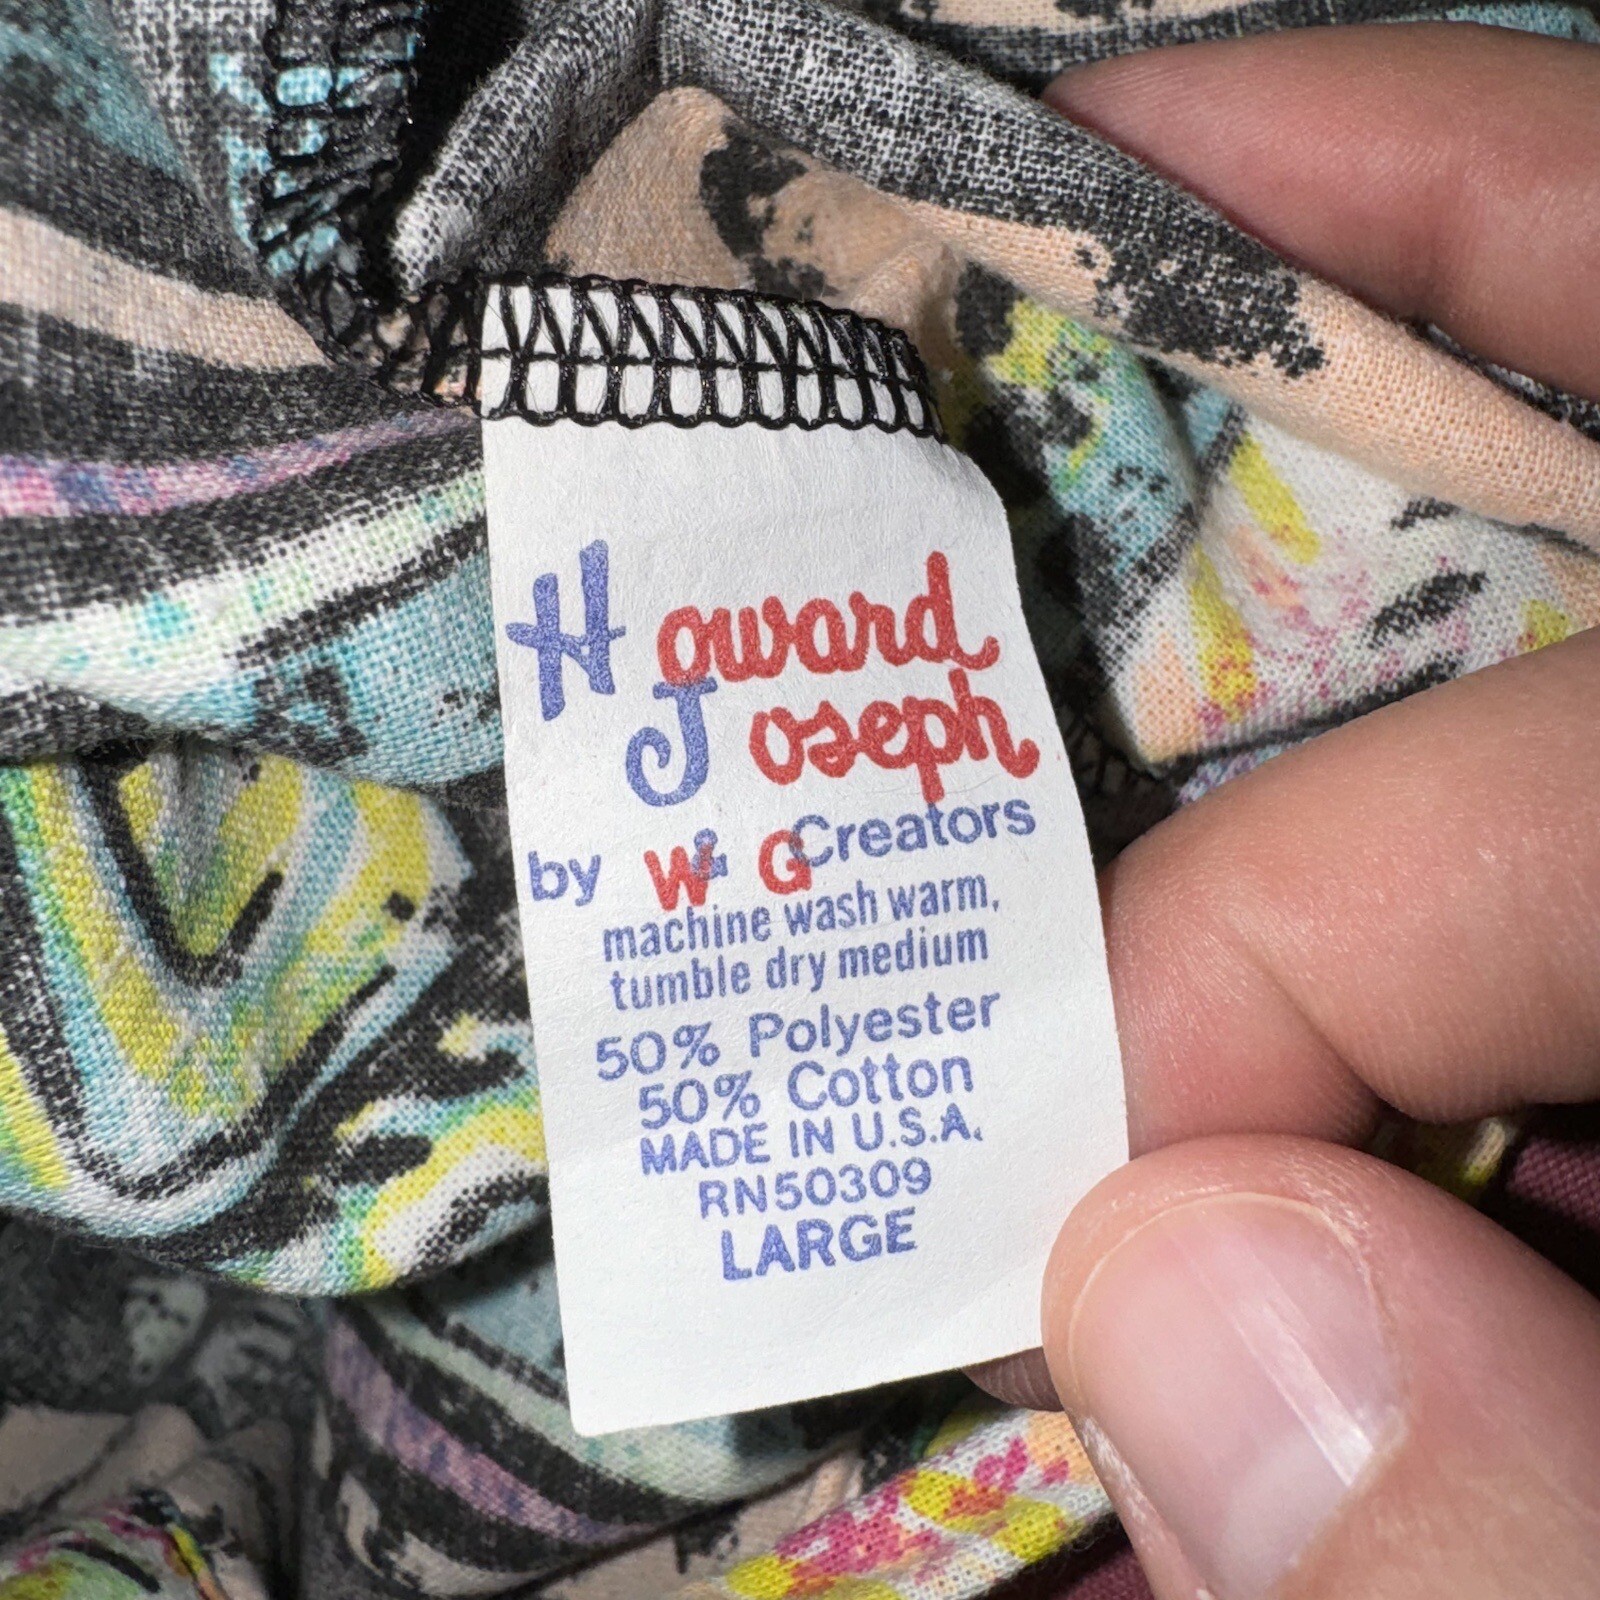 Howard
Joseph
by W & G Creators
machine wash warm,
tumble dry medium
50% Polyester
50% Cotton
MADE IN U.S.A.
RN50309
LARGE